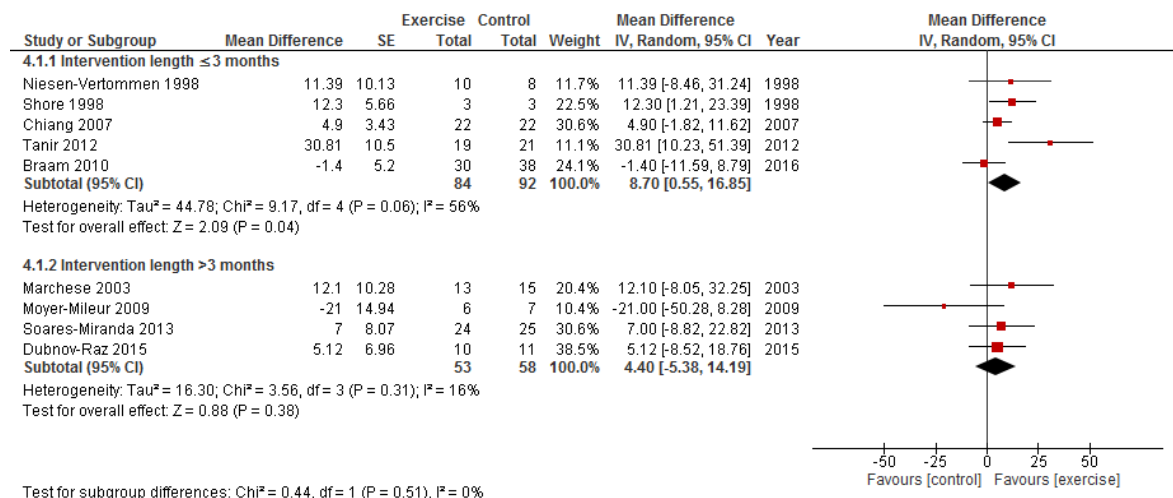 Exercise Control Mean Difference Mean Difference
Study or Subgroup Mean Difference SE Total Total Weight IV, Random, 95% CI Year IV, Random, 95% CI
4.1.1 Intervention length ≤3 months
Niesen-Vertommen 1998 11.39 10.13 10 8 11.7% 11.39 [-8.46, 31.24] 1998
Shore 1998 12.3 5.66 3 3 22.5% 12.30 [1.21, 23.39] 1998
Chiang 2007 4.9 3.43 22 22 30.6% 4.90 [-1.82, 11.62] 2007
Tanir 2012 30.81 10.5 19 21 11.1% 30.81 [10.23, 51.39] 2012
Braam 2010 -1.4 5.2 30 38 24.1% -1.40 [-11.59, 8.79] 2016
Subtotal (95% CI) 84 92 100.0% 8.70 [0.55, 16.85]
Heterogeneity: Tau² = 44.78; Chi² = 9.17, df = 4 (P = 0.06); I² = 56%
Test for overall effect: Z = 2.09 (P = 0.04)
4.1.2 Intervention length >3 months
Marchese 2003 12.1 10.28 13 15 20.4% 12.10 [-8.05, 32.25] 2003
Moyer-Mileur 2009 -21 14.94 6 7 10.4% -21.00 [-50.28, 8.28] 2009
Soares-Miranda 2013 7 8.07 24 25 30.6% 7.00 [-8.82, 22.82] 2013
Dubnov-Raz 2015 5.12 6.96 10 11 38.5% 5.12 [-8.52, 18.76] 2015
Subtotal (95% CI) 53 58 100.0% 4.40 [-5.38, 14.19]
Heterogeneity: Tau² = 16.30; Chi² = 3.56, df = 3 (P = 0.31); I² = 16%
Test for overall effect: Z = 0.88 (P = 0.38)
-50 -25 0 25 50
Favours [control] Favours [exercise]
Test for subgroup differences: Chi² = 0.44, df = 1 (P = 0.51), I² = 0%